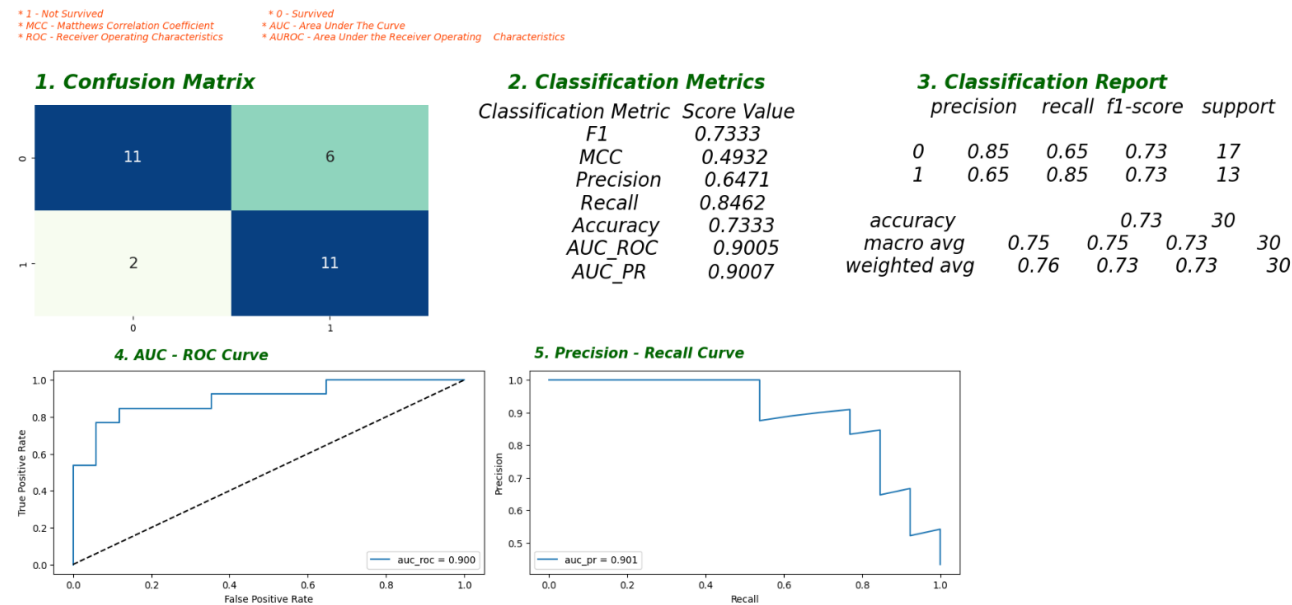 * 1 - Not Survived * 0 - Survived
* MCC - Matthews Correlation Coefficient * AUC - Area Under The Curve
* ROC - Receiver Operating Characteristics * AUROC - Area Under the Receiver Operating Characteristics
1. Confusion Matrix
0
11 6
1
2 11
0 1
2. Classification Metrics
Classification Metric Score Value
F1 0.7333
MCC 0.4932
Precision 0.6471
Recall 0.8462
Accuracy 0.7333
AUC_ROC 0.9005
AUC_PR 0.9007
3. Classification Report
precision recall f1-score support
0 0.85 0.65 0.73 17
1 0.65 0.85 0.73 13
accuracy 0.73 30
macro avg 0.75 0.75 0.73 30
weighted avg 0.76 0.73 0.73 30
4. AUC - ROC Curve
True Positive Rate
1.0
0.8
0.6
0.4
0.2
0.0
auc_roc = 0.900
0.0 0.2 0.4 0.6 0.8 1.0
False Positive Rate
5. Precision - Recall Curve
Precision
1.0
0.9
0.8
0.7
0.6
0.5
auc_pr = 0.901
0.0 0.2 0.4 0.6 0.8 1.0
Recall